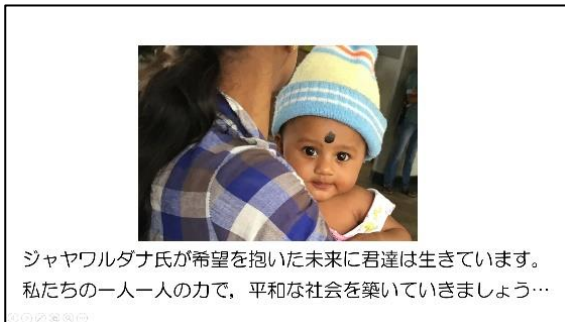 ジャヤワルダナ氏が希望を抱いた未来に君達は生きています。
私たちの一人一人の力で，平和な社会を築いていきましょう…